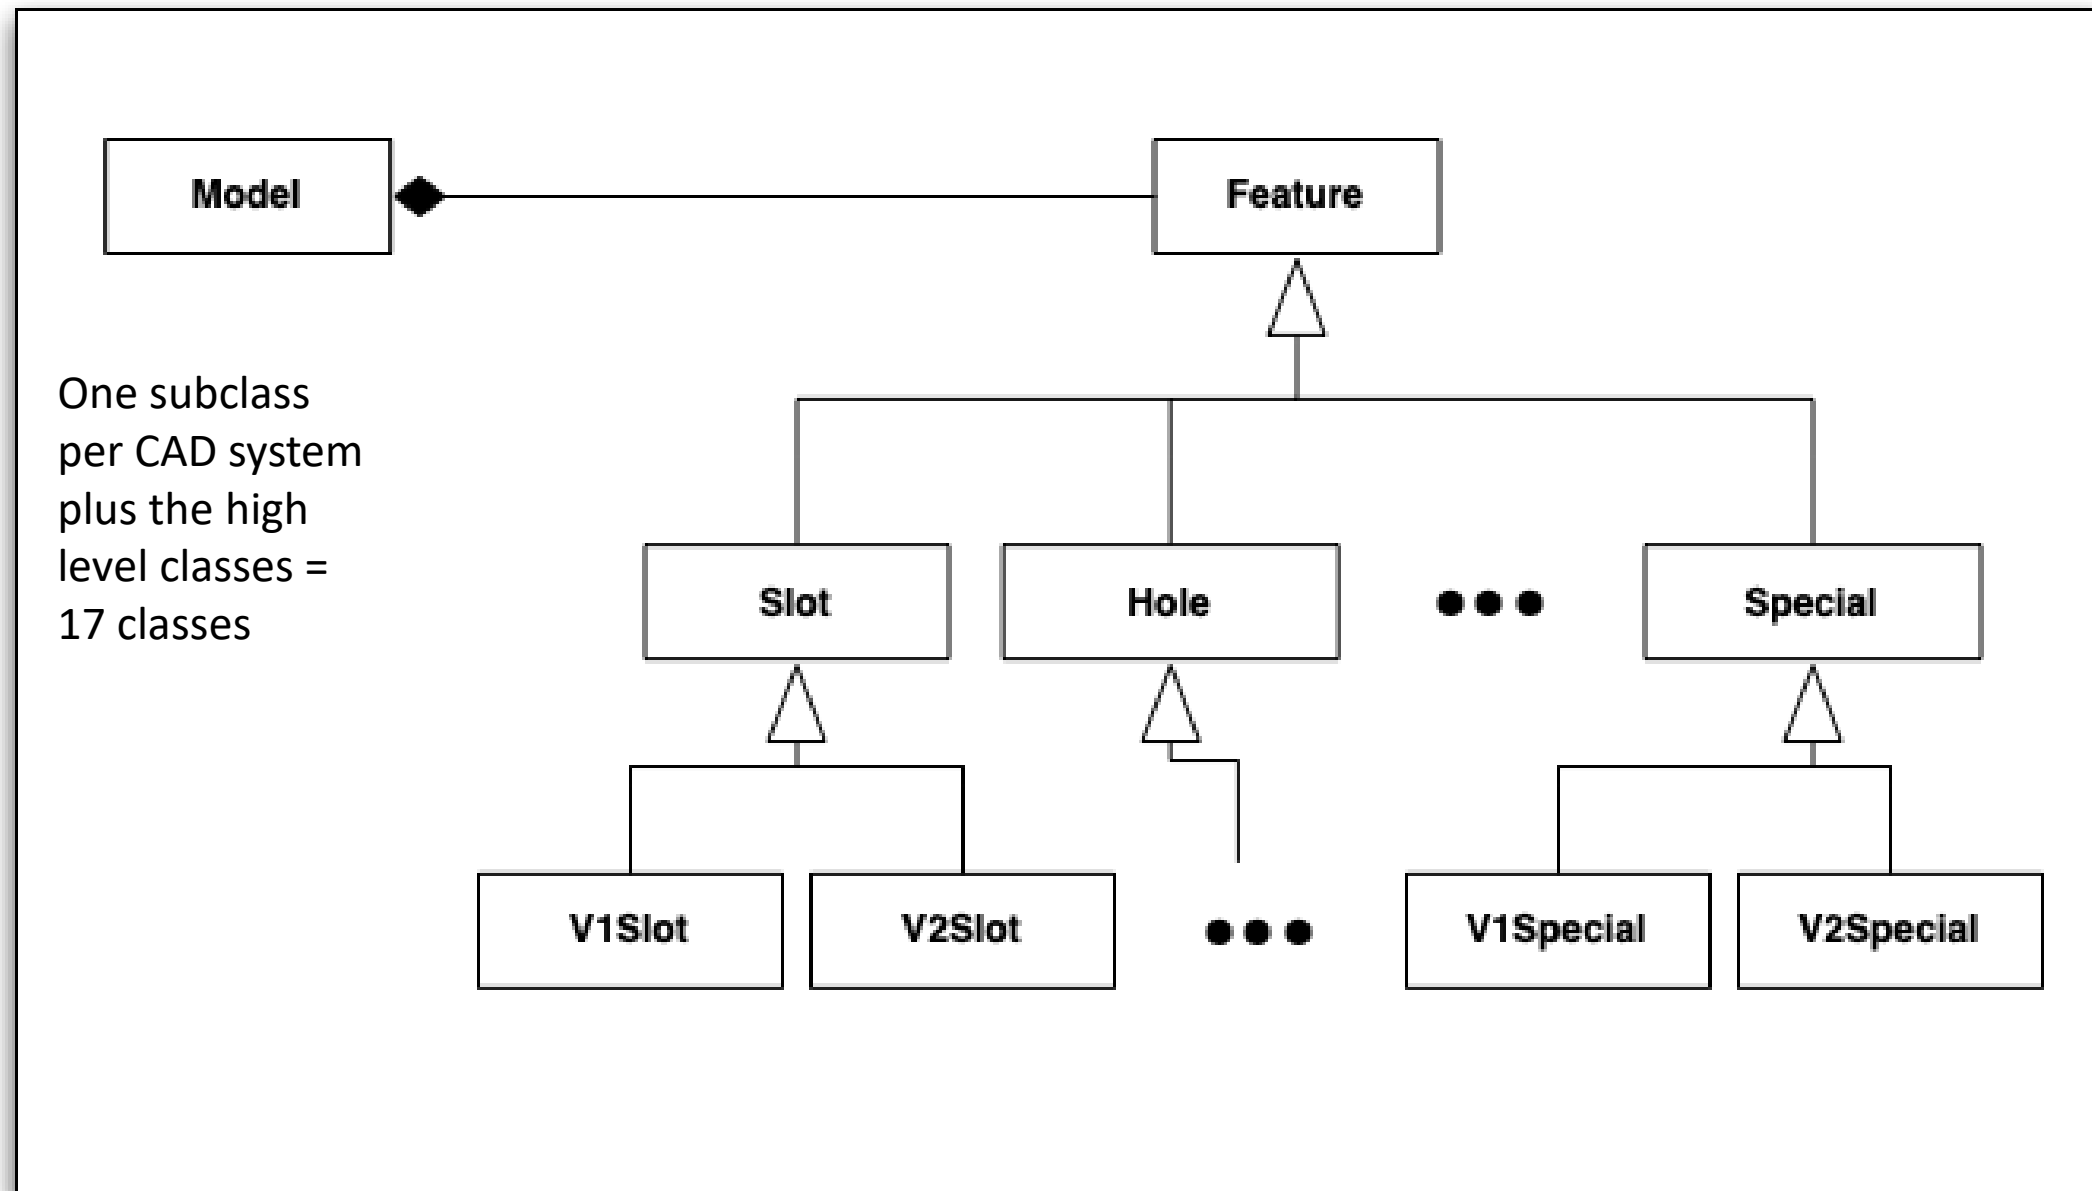 Model
Feature
One subclass
per CAD system
plus the high
level classes =
17 classes
Slot
Hole
Special
V1Slot
V2Slot
V1Special
V2Special